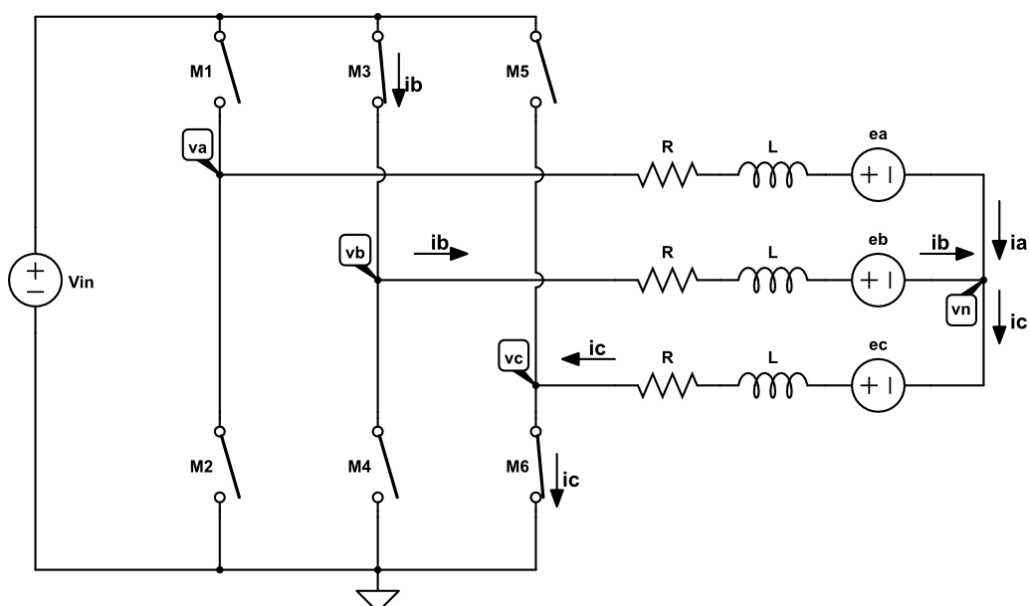 M1
M3
ib
M5
va
R
L
ea
+ −
ib
ib
ia
vb
R
L
eb
+ −
+
−
Vin
vn
ic
vc
ic
R
L
ec
+ −
M2
M4
M6
ic